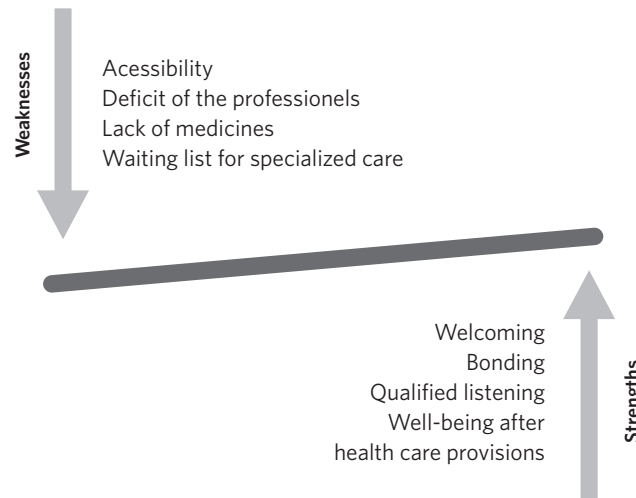 Weaknesses
Acessibility
Deficit of the professionels
Lack of medicines
Waiting list for specialized care
Welcoming
Bonding
Qualified listening
Well-being after
health care provisions
Strengths